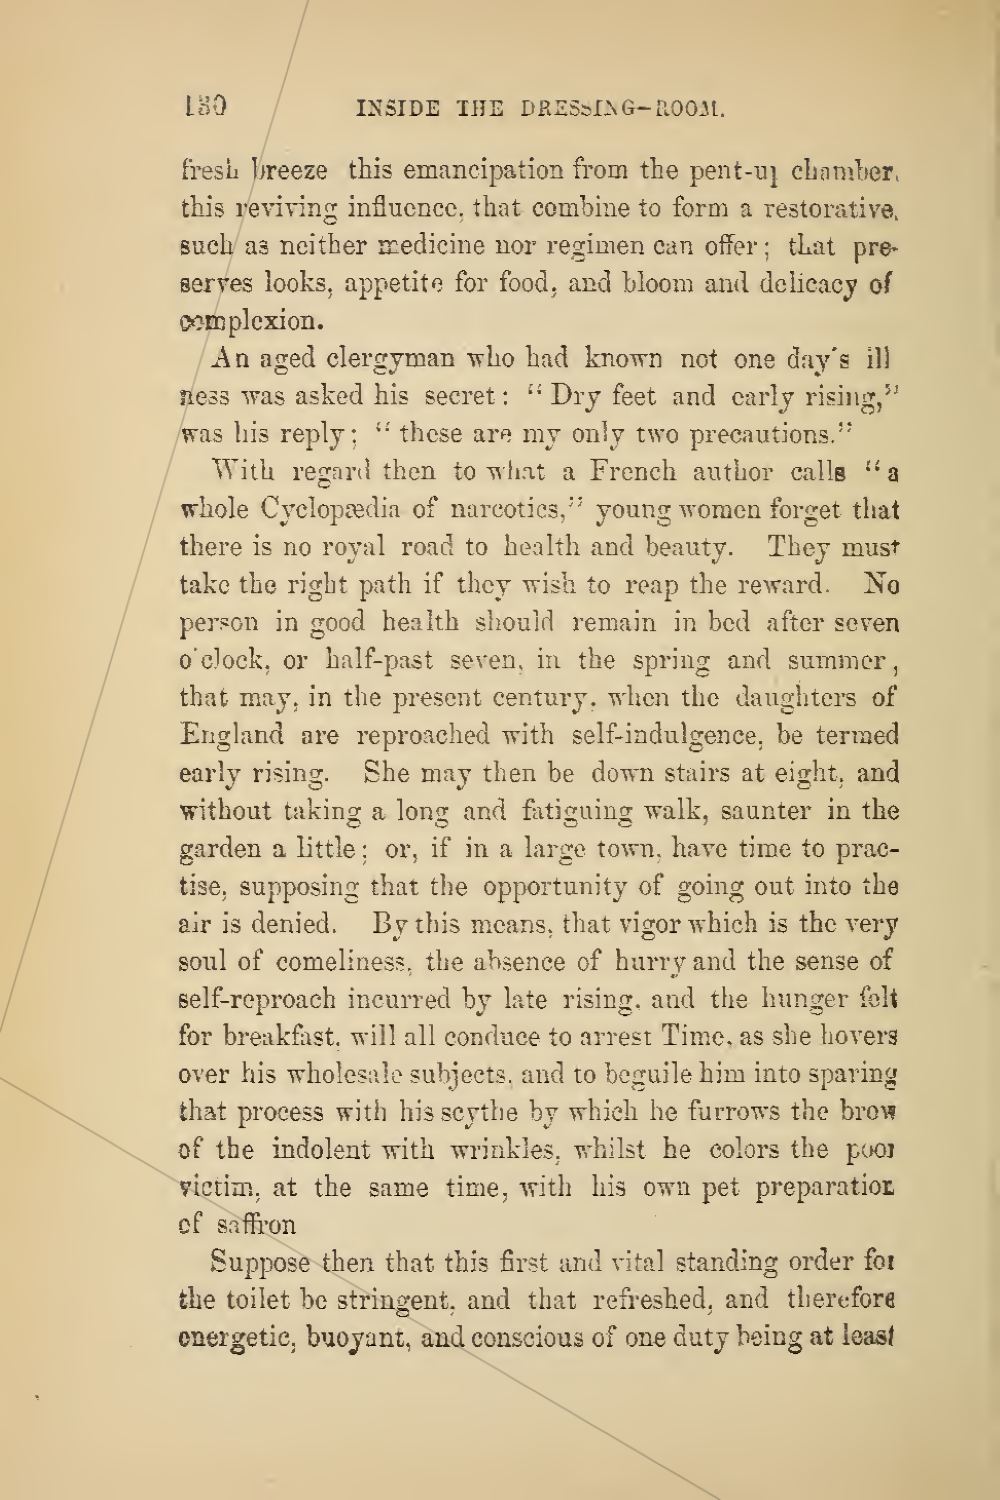 130 INSIDE THE DRESSING-ROOM.
fresh breeze this emancipation from the pent-up chamber,
this reviving influence, that combine to form a restorative,
such as neither medicine nor regimen can offer; that pre-
serves looks, appetite for food, and bloom and delicacy of
complexion.
An aged clergyman who had known not one day's ill
ness was asked his secret: "Dry feet and early rising,"
was his reply; "these are my only two precautions."
With regard then to what a French author calls "a
whole Cyclopædia of narcotics," young women forget that
there is no royal road to health and beauty. They must
take the right path if they wish to reap the reward. No
person in good health should remain in bed after seven
o'clock, or half-past seven, in the spring and summer,
that may, in the present century, when the daughters of
England are reproached with self-indulgence, be termed
early rising. She may then be down stairs at eight, and
without taking a long and fatiguing walk, saunter in the
garden a little; or, if in a large town, have time to prac-
tise, supposing that the opportunity of going out into the
air is denied. By this means, that vigor which is the very
soul of comeliness, the absence of hurry and the sense of
self-reproach incurred by late rising, and the hunger felt
for breakfast, will all conduce to arrest Time, as she hovers
over his wholesale subjects, and to beguile him into sparing
that process with his scythe by which he furrows the brow
of the indolent with wrinkles, whilst he colors the poor
victim, at the same time, with his own pet preparation
of saffron
Suppose then that this first and vital standing order for
the toilet be stringent, and that refreshed, and therefore
energetic, buoyant, and conscious of one duty being at least